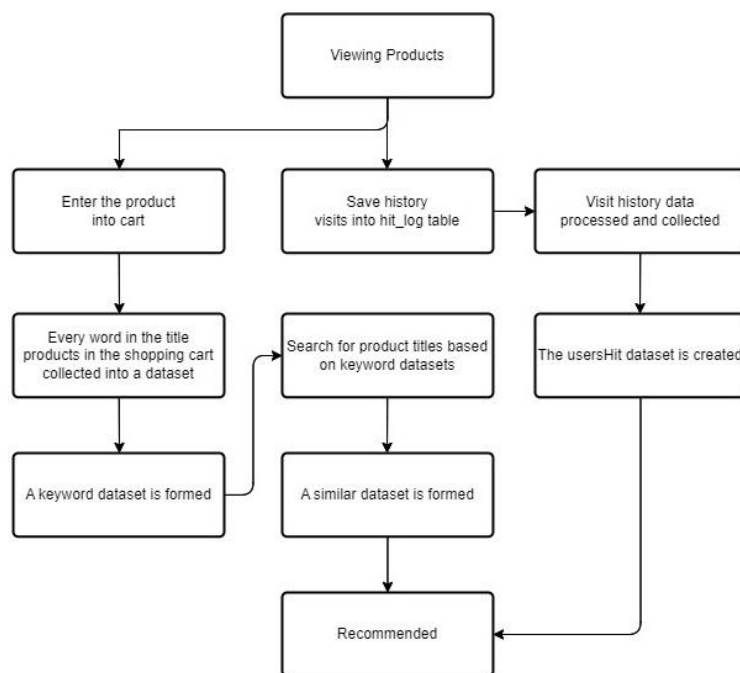 Viewing Products
Enter the product
into cart
Save history
visits into hit_log table
Visit history data
processed and collected
Every word in the title
products in the shopping cart
collected into a dataset
Search for product titles based
on keyword datasets
The usersHit dataset is created
A keyword dataset is formed
A similar dataset is formed
Recommended